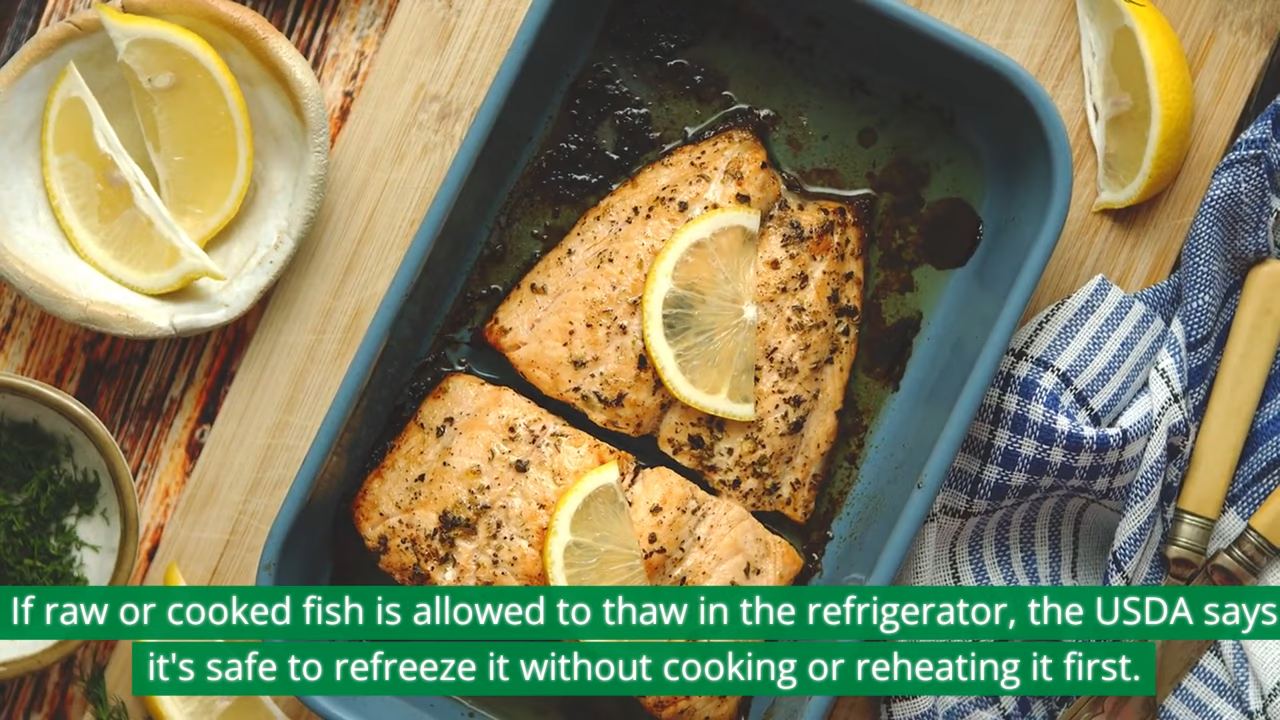 If raw or cooked fish is allowed to thaw in the refrigerator, the USDA says
it's safe to refreeze it without cooking or reheating it first.